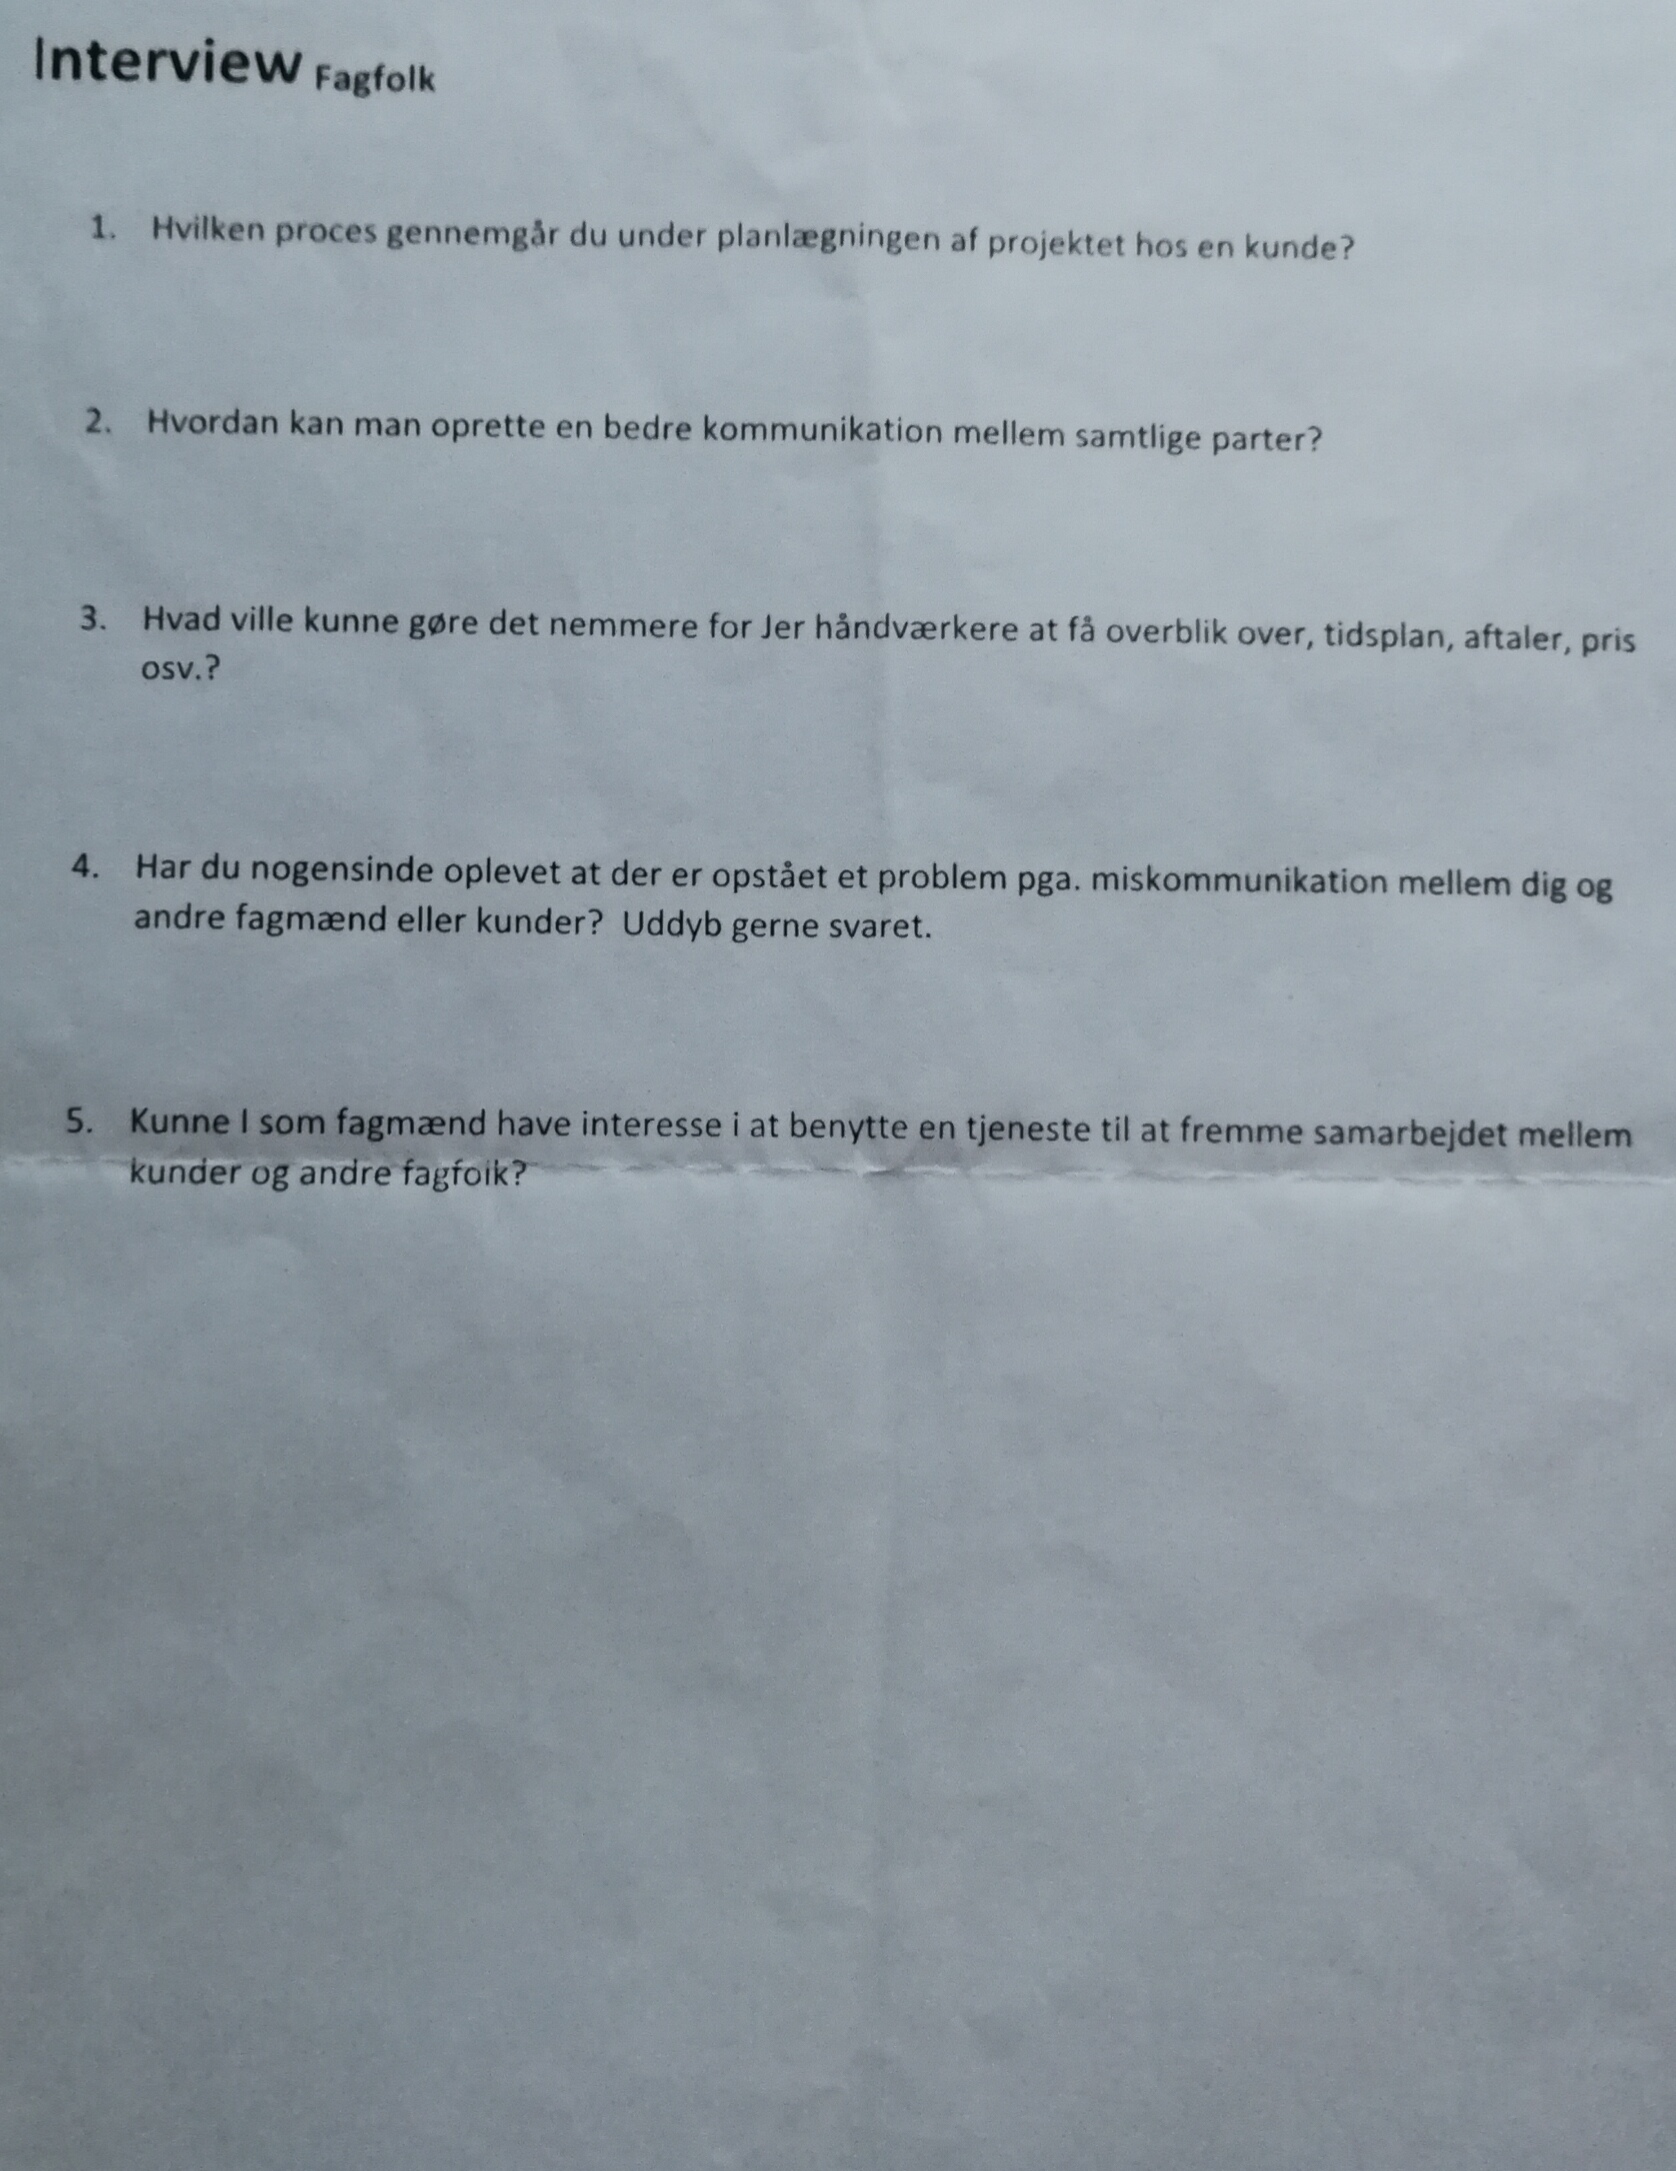 Interview Fagfolk
1. Hvilken proces gennemgår du under planlægningen af projektet hos en kunde?
2. Hvordan kan man oprette en bedre kommunikation mellem samtlige parter?
3. Hvad ville kunne gøre det nemmere for Jer håndværkere at få overblik over, tidsplan, aftaler, pris
osv.?
4. Har du nogensinde oplevet at der er opstået et problem pga. miskommunikation mellem dig og
andre fagmænd eller kunder? Uddyb gerne svaret.
5. Kunne I som fagmænd have interesse i at benytte en tjeneste til at fremme samarbejdet mellem
kunder og andre fagfolk?